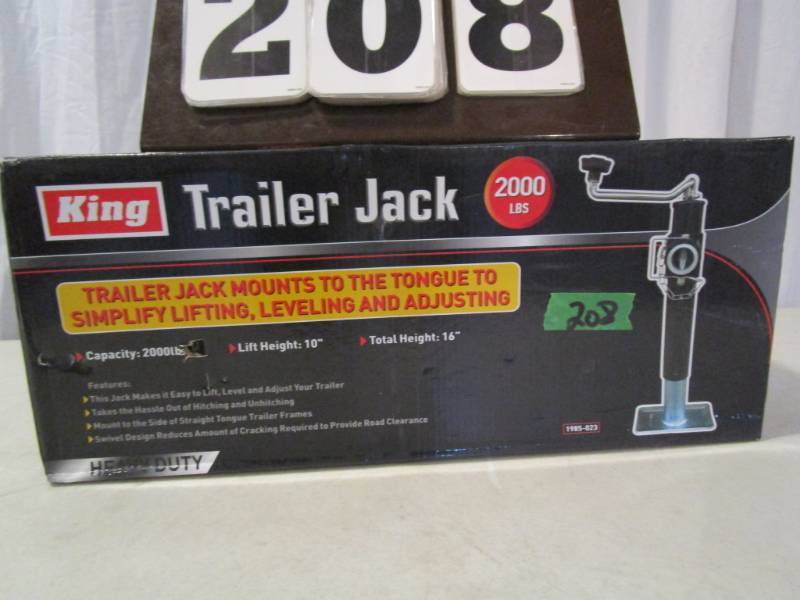 208
King
Trailer Jack
2000
LBS
TRAILER JACK MOUNTS TO THE TONGUE TO
SIMPLIFY LIFTING, LEVELING AND ADJUSTING
208
Capacity: 2000lbs
Lift Height: 10"
Total Height: 16"
Features:
This Jack Makes it Easy to Lift, Level and Adjust Your Trailer
Takes the Hassle Out of Hitching and Unhitching
Mount to the Side of Straight Tongue Trailer Frames
Swivel Design Reduces Amount of Cracking Required to Provide Road Clearance
1985-023
HEAVY DUTY